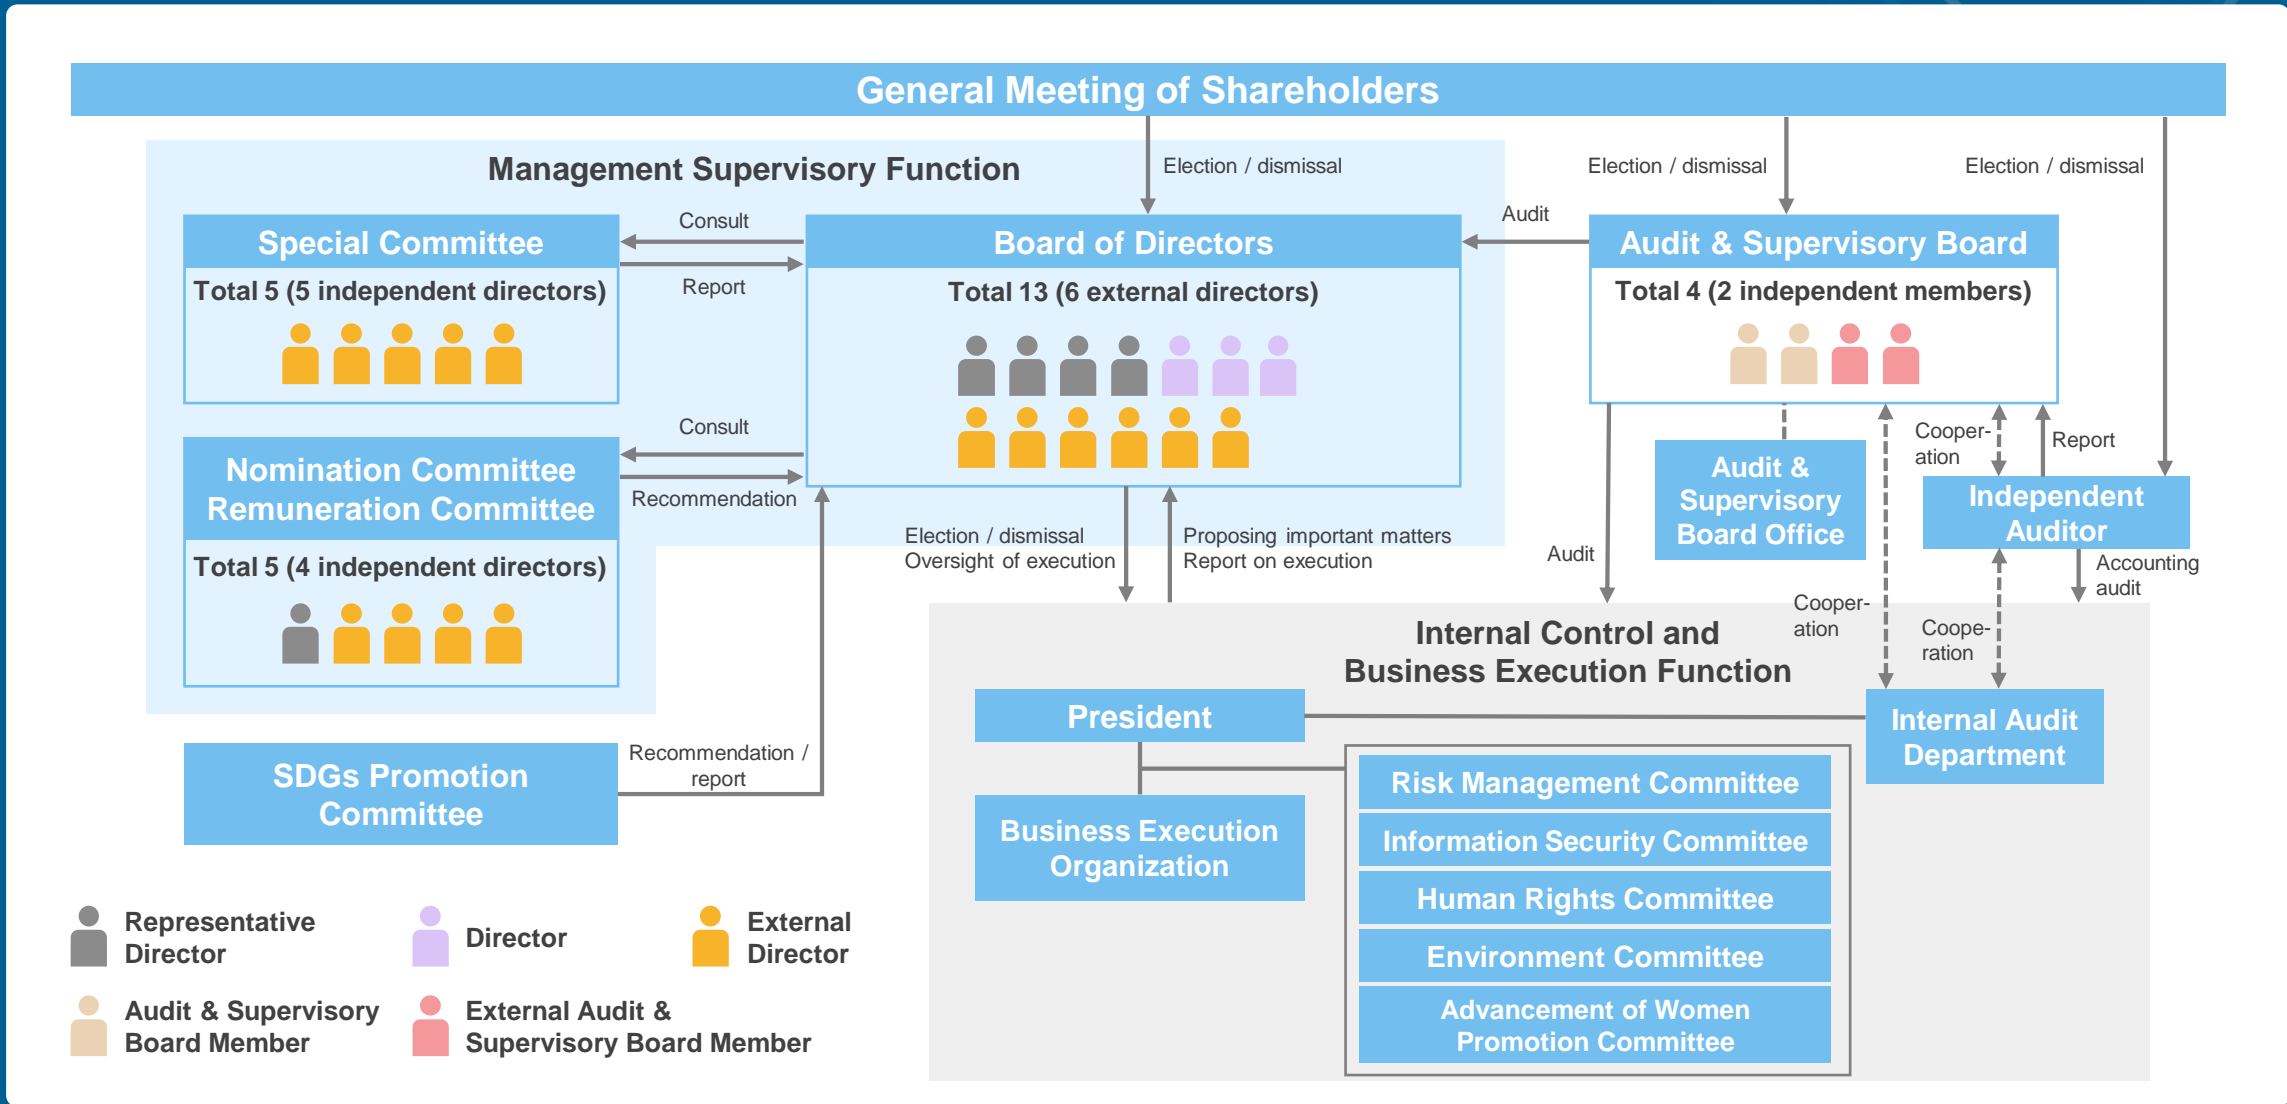 General Meeting of Shareholders
Management Supervisory Function
Election / dismissal
Election / dismissal
Election / dismissal
Special Committee
Total 5 (5 independent directors)
Consult
Report
Board of Directors
Total 13 (6 external directors)
Audit
Audit & Supervisory Board
Total 4 (2 independent members)
Nomination Committee
Remuneration Committee
Total 5 (4 independent directors)
Consult
Recommendation
Election / dismissal
Oversight of execution
Proposing important matters
Report on execution
Audit
Audit &
Supervisory
Board Office
Cooper-
ation
Report
Independent
Auditor
Accounting
audit
Cooper-
ation
Coope-
ration
SDGs Promotion
Committee
Recommendation /
report
Internal Control and
Business Execution Function
President
Internal Audit
Department
Business Execution
Organization
Risk Management Committee
Information Security Committee
Human Rights Committee
Environment Committee
Advancement of Women
Promotion Committee
Representative
Director
Director
External
Director
Audit & Supervisory
Board Member
External Audit &
Supervisory Board Member